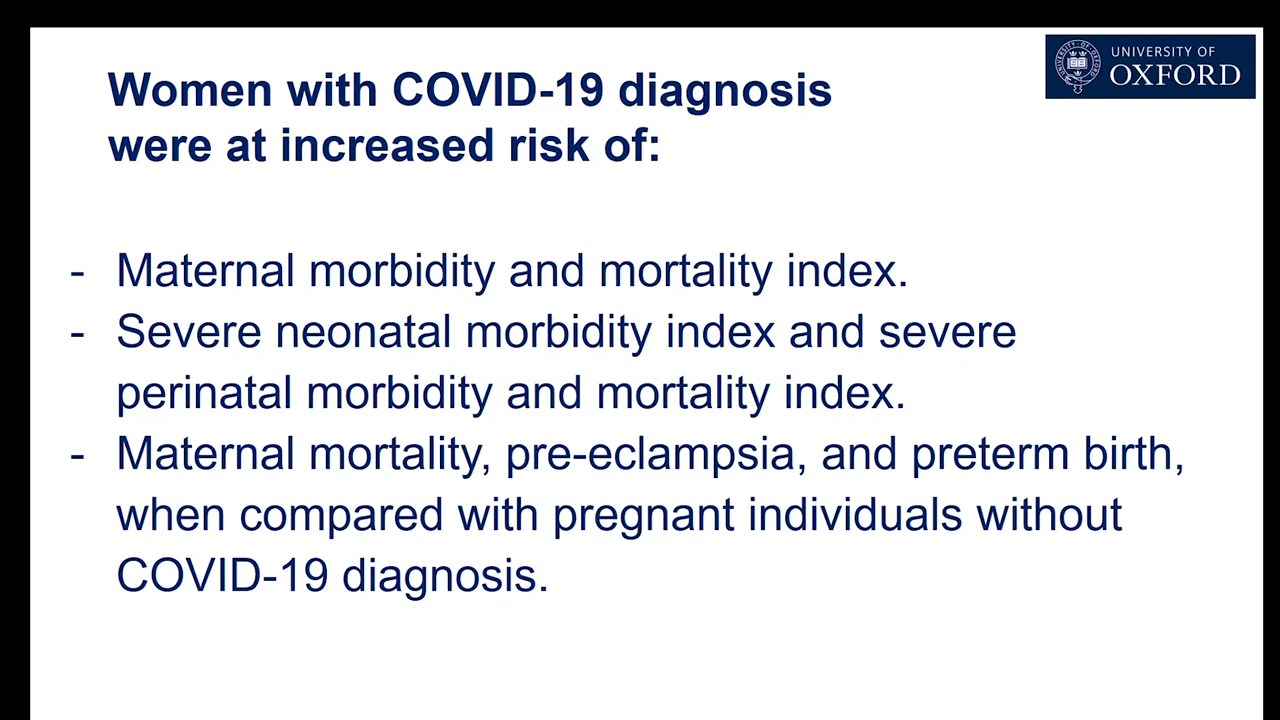 UNIVERSITY OF
OXFORD
Women with COVID-19 diagnosis
were at increased risk of:
- Maternal morbidity and mortality index.
- Severe neonatal morbidity index and severe
perinatal morbidity and mortality index.
- Maternal mortality, pre-eclampsia, and preterm birth,
when compared with pregnant individuals without
COVID-19 diagnosis.